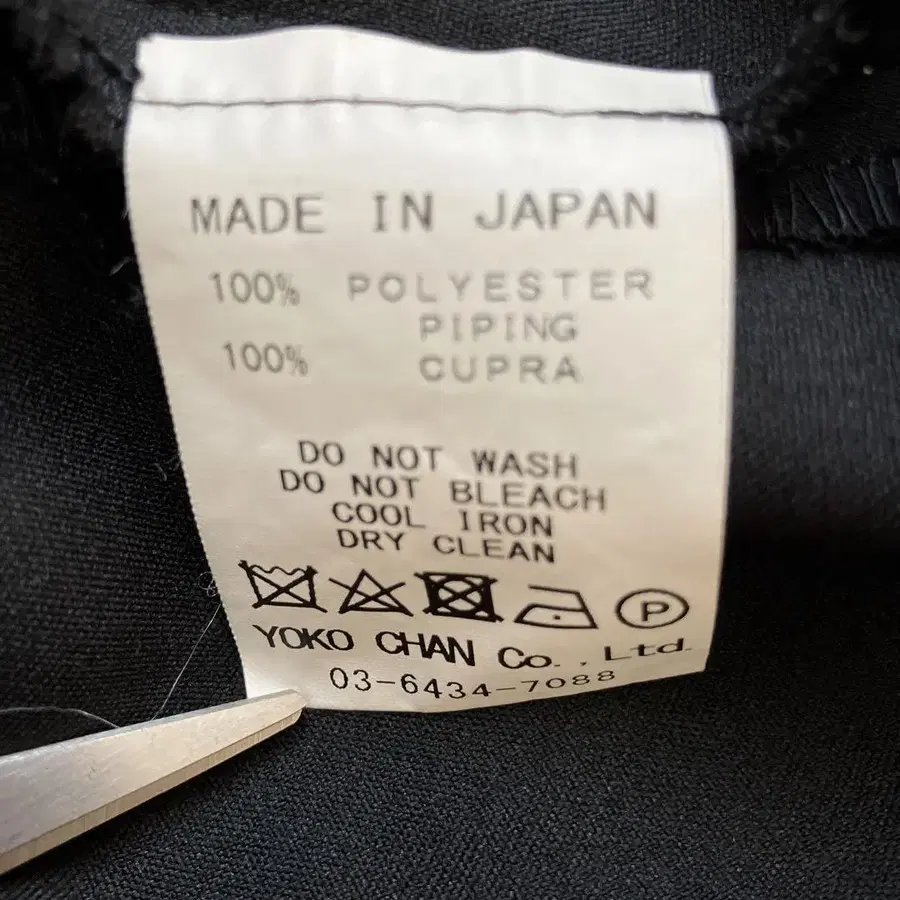 MADE IN JAPAN
100% POLYESTER
PIPING
100% CUPRA
DO NOT WASH
DO NOT BLEACH
COOL IRON
DRY CLEAN
P
YOKO CHAN Co.,Ltd.
03-6434-7088